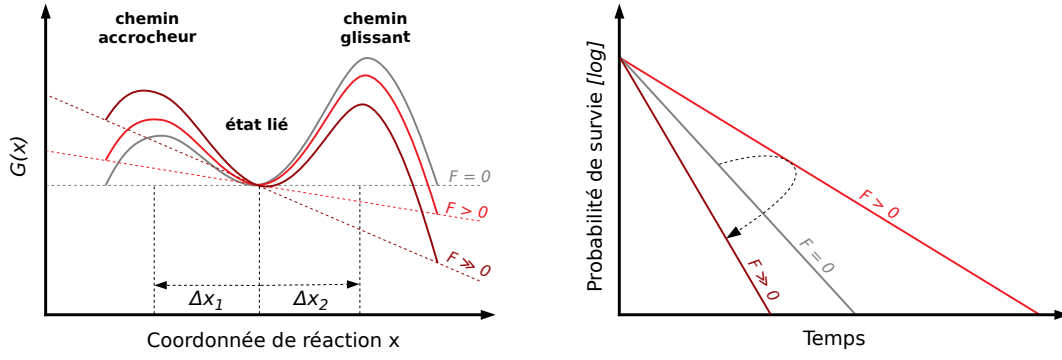 chemin
accrocheur
chemin
glissant
état lié
G(x)
F = 0
F > 0
F ≫ 0
Δx1
Δx2
Coordonnée de réaction x
Probabilité de survie [log]
F > 0
F = 0
F ≫ 0
Temps